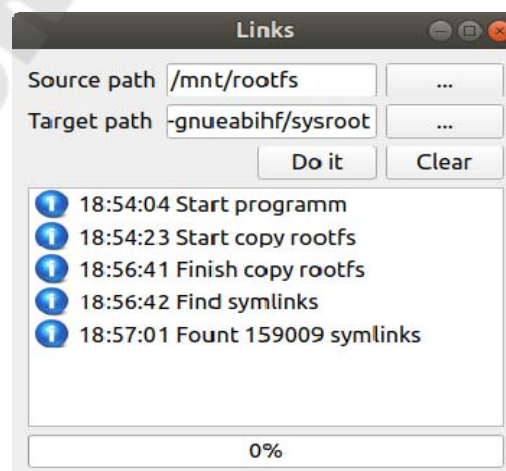 Links
Source path /mnt/rootfs ...
Target path -gnueabihf/sysroot ...
Do it Clear
18:54:04 Start programm
18:54:23 Start copy rootfs
18:56:41 Finish copy rootfs
18:56:42 Find symlinks
18:57:01 Fount 159009 symlinks
0%